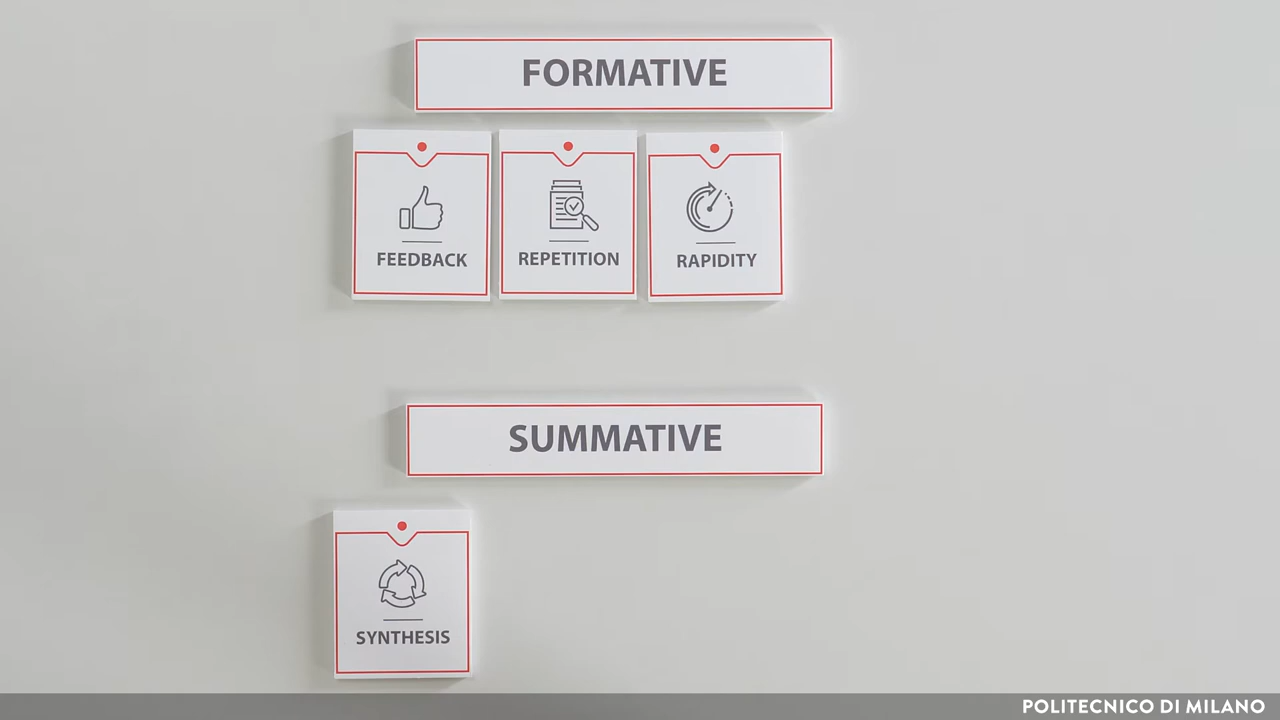 FORMATIVE
FEEDBACK
REPETITION
RAPIDITY
SUMMATIVE
SYNTHESIS
POLITECNICO DI MILANO